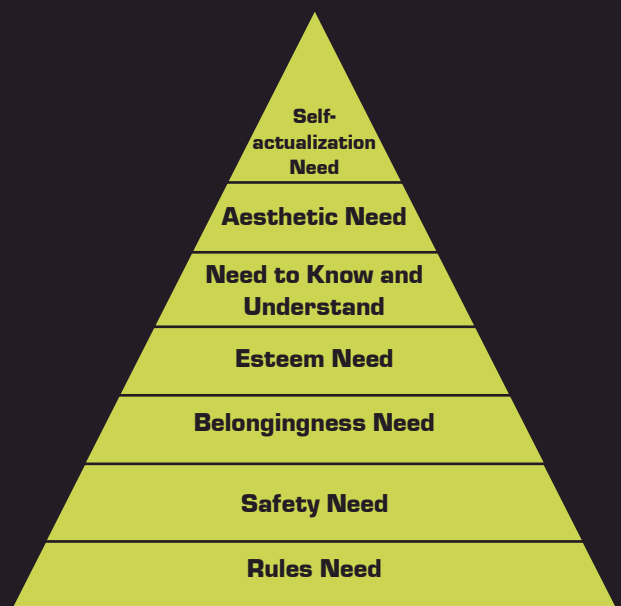 Self-
actualization
Need
Aesthetic Need
Need to Know and
Understand
Esteem Need
Belongingness Need
Safety Need
Rules Need